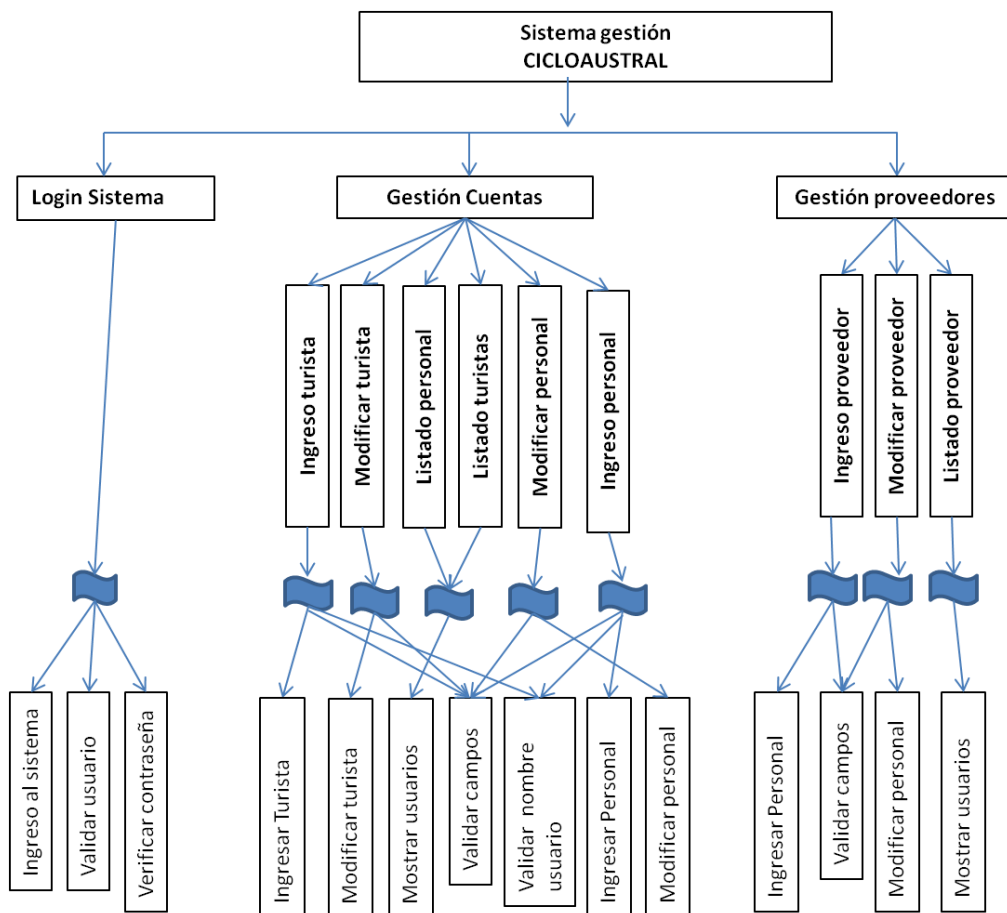 Sistema gestión
CICLOAUSTRAL
Login Sistema
Gestión Cuentas
Gestión proveedores
Ingreso turista
Modificar turista
Listado personal
Listado turistas
Modificar personal
Ingreso personal
Ingreso proveedor
Modificar proveedor
Listado proveedor
Ingreso al sistema
Validar usuario
Verificar contraseña
Ingresar Turista
Modificar turista
Mostrar usuarios
Validar campos
Validar nombre
usuario
Ingresar Personal
Modificar personal
Ingresar Personal
Validar campos
Modificar personal
Mostrar usuarios